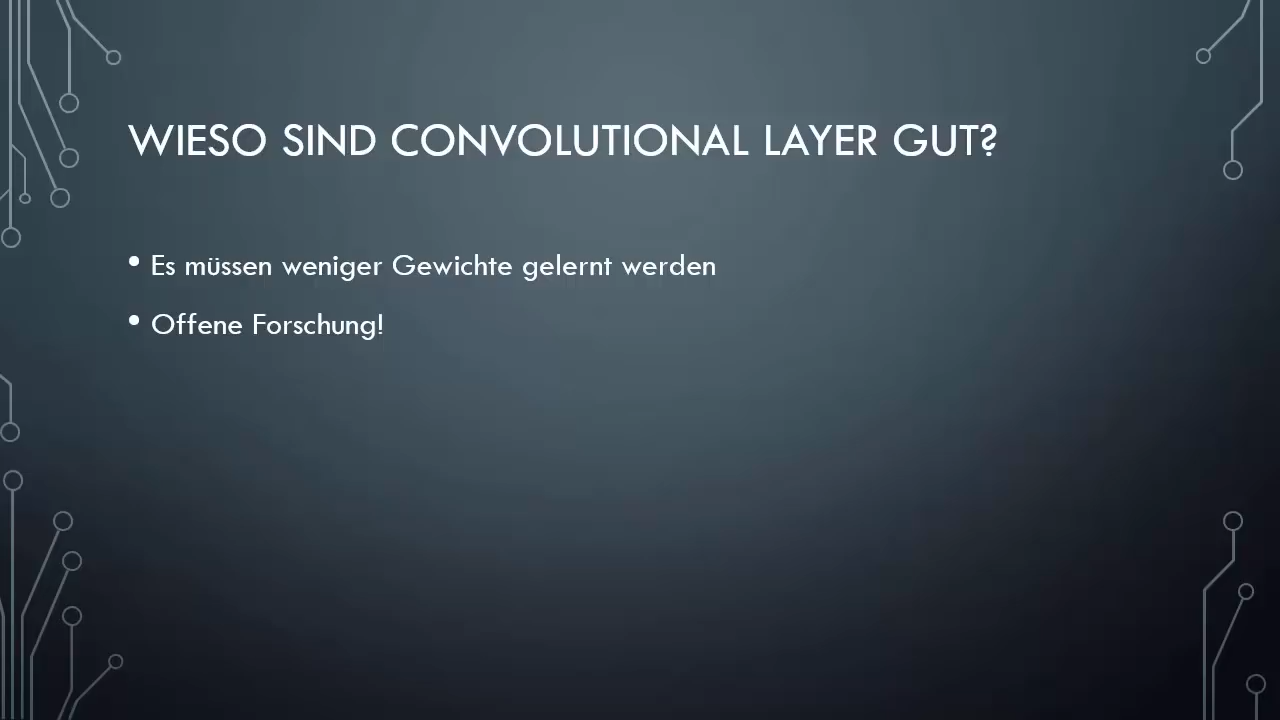 WIESO SIND CONVOLUTIONAL LAYER GUT?
• Es müssen weniger Gewichte gelernt werden
• Offene Forschung!